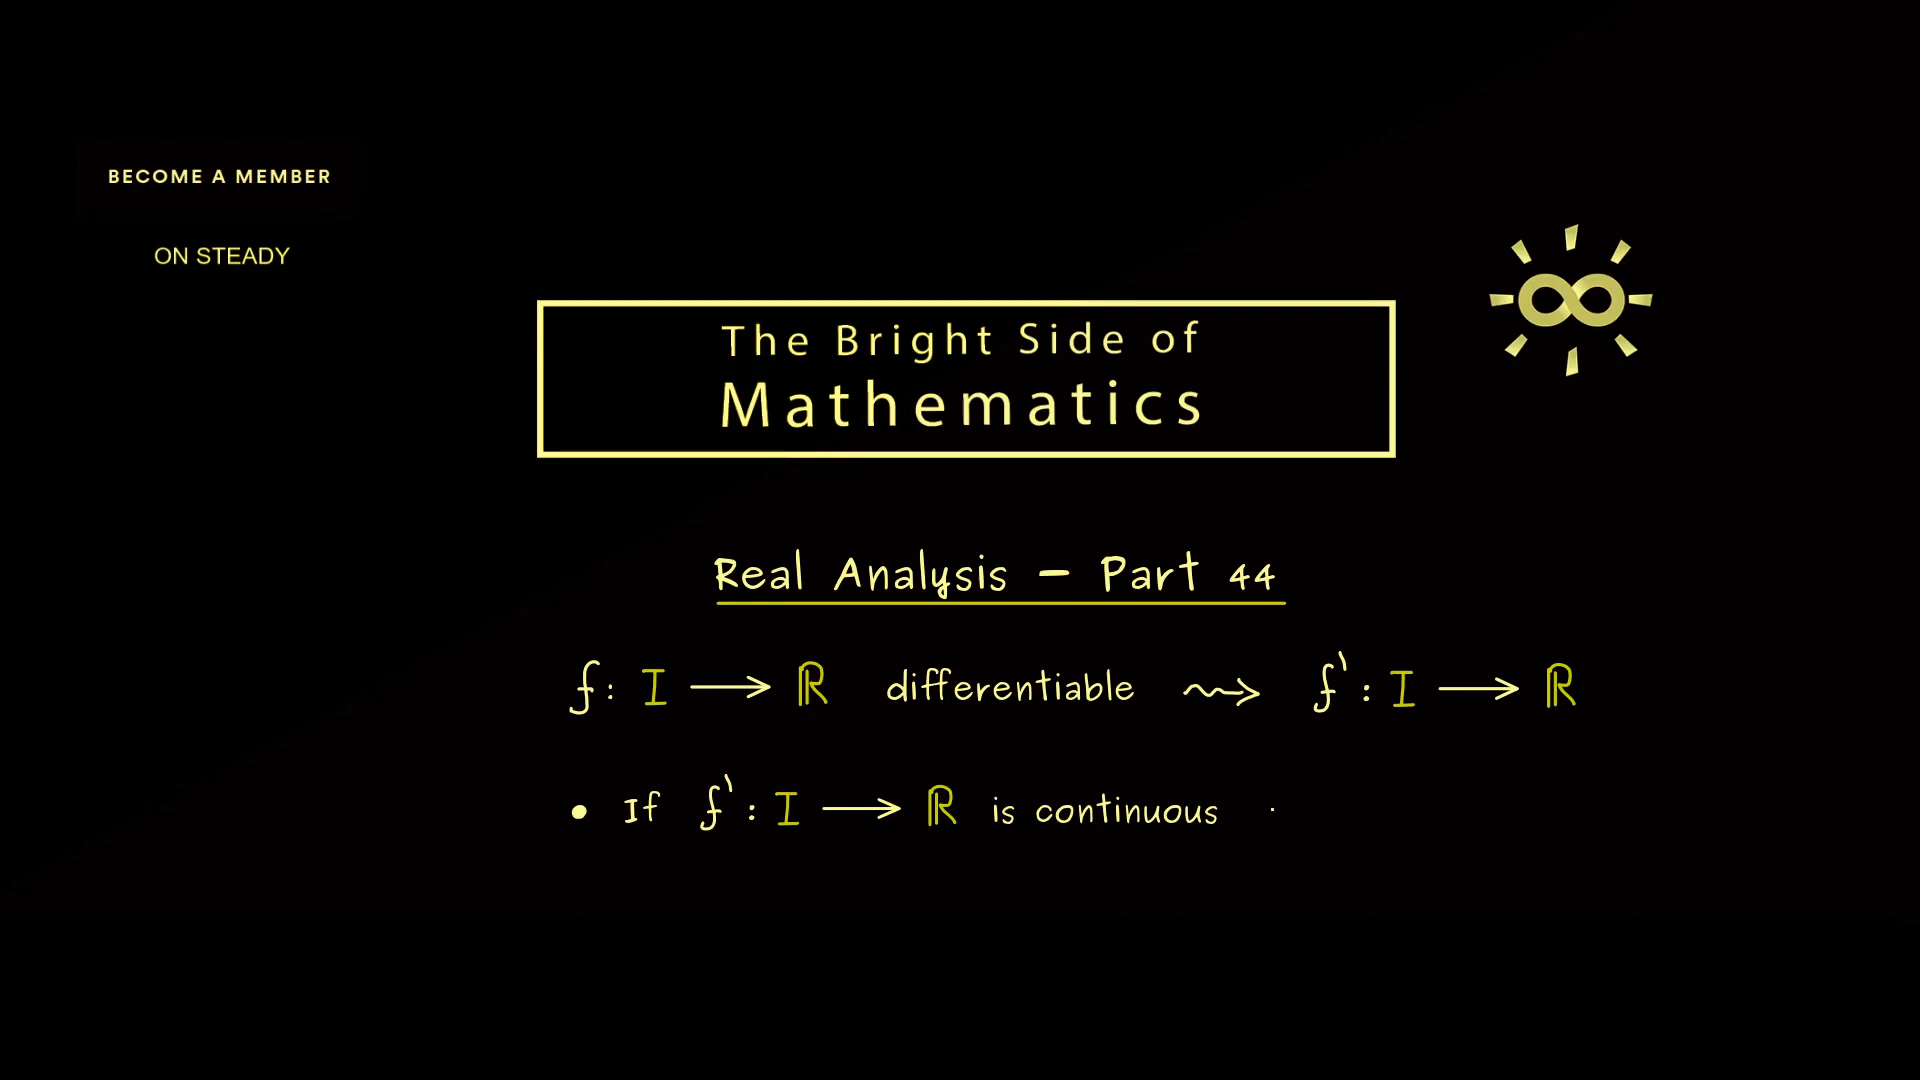 BECOME A MEMBER
ON STEADY
The Bright Side of
Mathematics
Real Analysis – Part 44
f: I ⟶ ℝ differentiable ⇝ f': I ⟶ ℝ
• If f': I ⟶ ℝ is continuous